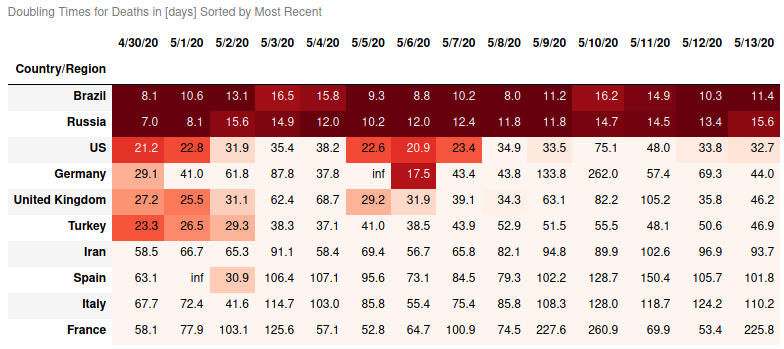 Doubling Times for Deaths in [days] Sorted by Most Recent
4/30/20 5/1/20 5/2/20 5/3/20 5/4/20 5/5/20 5/6/20 5/7/20 5/8/20 5/9/20 5/10/20 5/11/20 5/12/20 5/13/20
Country/Region
Brazil 8.1 10.6 13.1 16.5 15.8 9.3 8.8 10.2 8.0 11.2 16.2 14.9 10.3 11.4
Russia 7.0 8.1 15.6 14.9 12.0 10.2 12.0 12.4 11.8 11.8 14.7 14.5 13.4 15.6
US 21.2 22.8 31.9 35.4 38.2 22.6 20.9 23.4 34.9 33.5 75.1 48.0 33.8 32.7
Germany 29.1 41.0 61.8 87.8 37.8 inf 17.5 43.4 43.8 133.8 262.0 57.4 69.3 44.0
United Kingdom 27.2 25.5 31.1 62.4 68.7 29.2 31.9 39.1 34.3 63.1 82.2 105.2 35.8 46.2
Turkey 23.3 26.5 29.3 38.3 37.1 41.0 38.5 43.9 52.9 51.5 55.5 48.1 50.6 46.9
Iran 58.5 66.7 65.3 91.1 58.4 69.4 56.7 65.8 82.1 94.8 89.9 102.6 96.9 93.7
Spain 63.1 inf 30.9 106.4 107.1 95.6 73.1 84.5 79.3 102.2 128.7 150.4 105.7 101.8
Italy 67.7 72.4 41.6 114.7 103.0 85.8 55.4 75.4 85.8 108.3 128.0 118.7 124.2 110.2
France 58.1 77.9 103.1 125.6 57.1 52.8 64.7 100.9 74.5 227.6 260.9 69.9 53.4 225.8